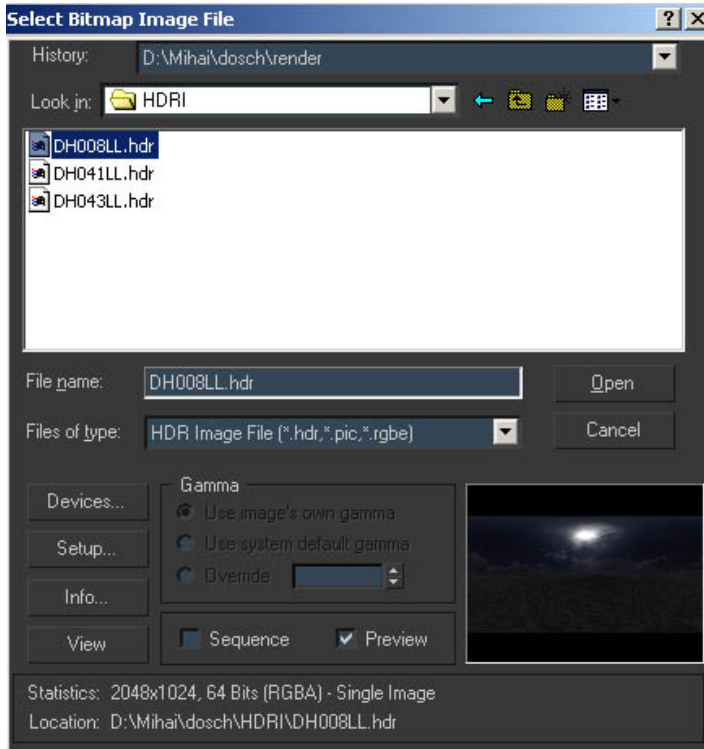 Select Bitmap Image File
History: D:\Mihai\dosch\render
Look in: HDRI
DH008LL.hdr
DH041LL.hdr
DH043LL.hdr
File name: DH008LL.hdr Open
Files of type: HDR Image File (*.hdr,*.pic,*.rgbe) Cancel
Devices...
Setup...
Info...
View
Gamma
Use image's own gamma
Use system default gamma
Override
Sequence Preview
Statistics: 2048x1024, 64 Bits (RGBA) - Single Image
Location: D:\Mihai\dosch\HDRI\DH008LL.hdr